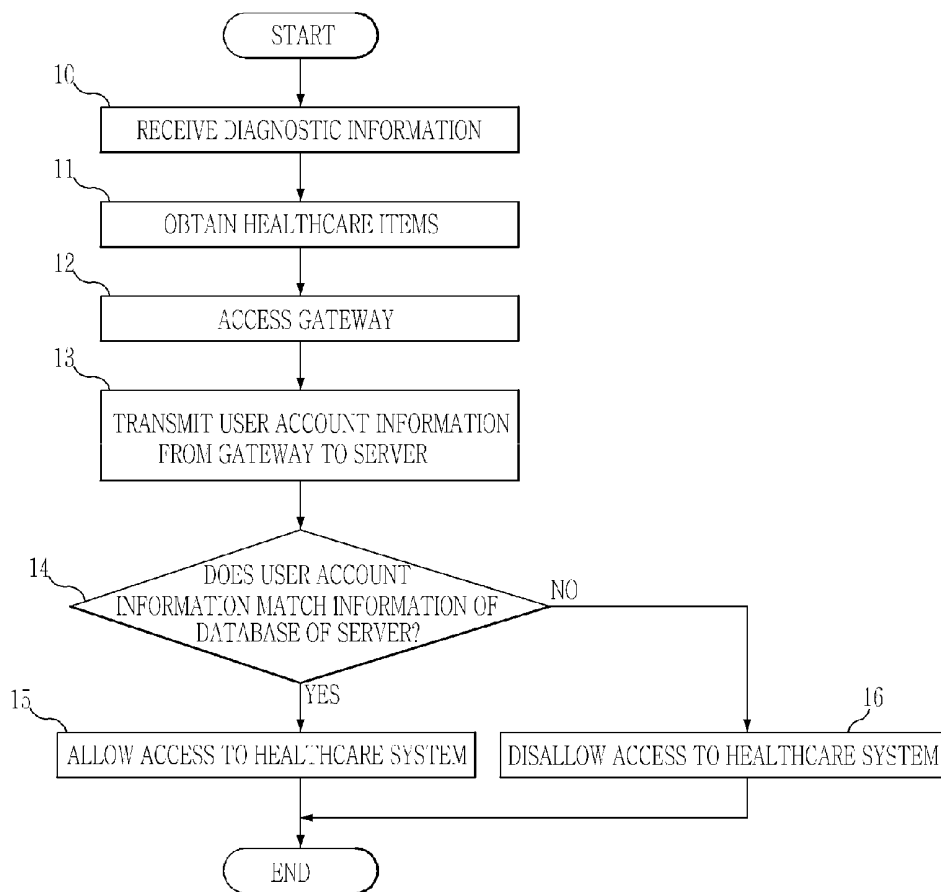 START
10
RECEIVE DIAGNOSTIC INFORMATION
11
OBTAIN HEALTHCARE ITEMS
12
ACCESS GATEWAY
13
TRANSMIT USER ACCOUNT INFORMATION
FROM GATEWAY TO SERVER
14
DOES USER ACCOUNT
INFORMATION MATCH INFORMATION OF
DATABASE OF SERVER?
NO
YES
15
ALLOW ACCESS TO HEALTHCARE SYSTEM
16
DISALLOW ACCESS TO HEALTHCARE SYSTEM
END